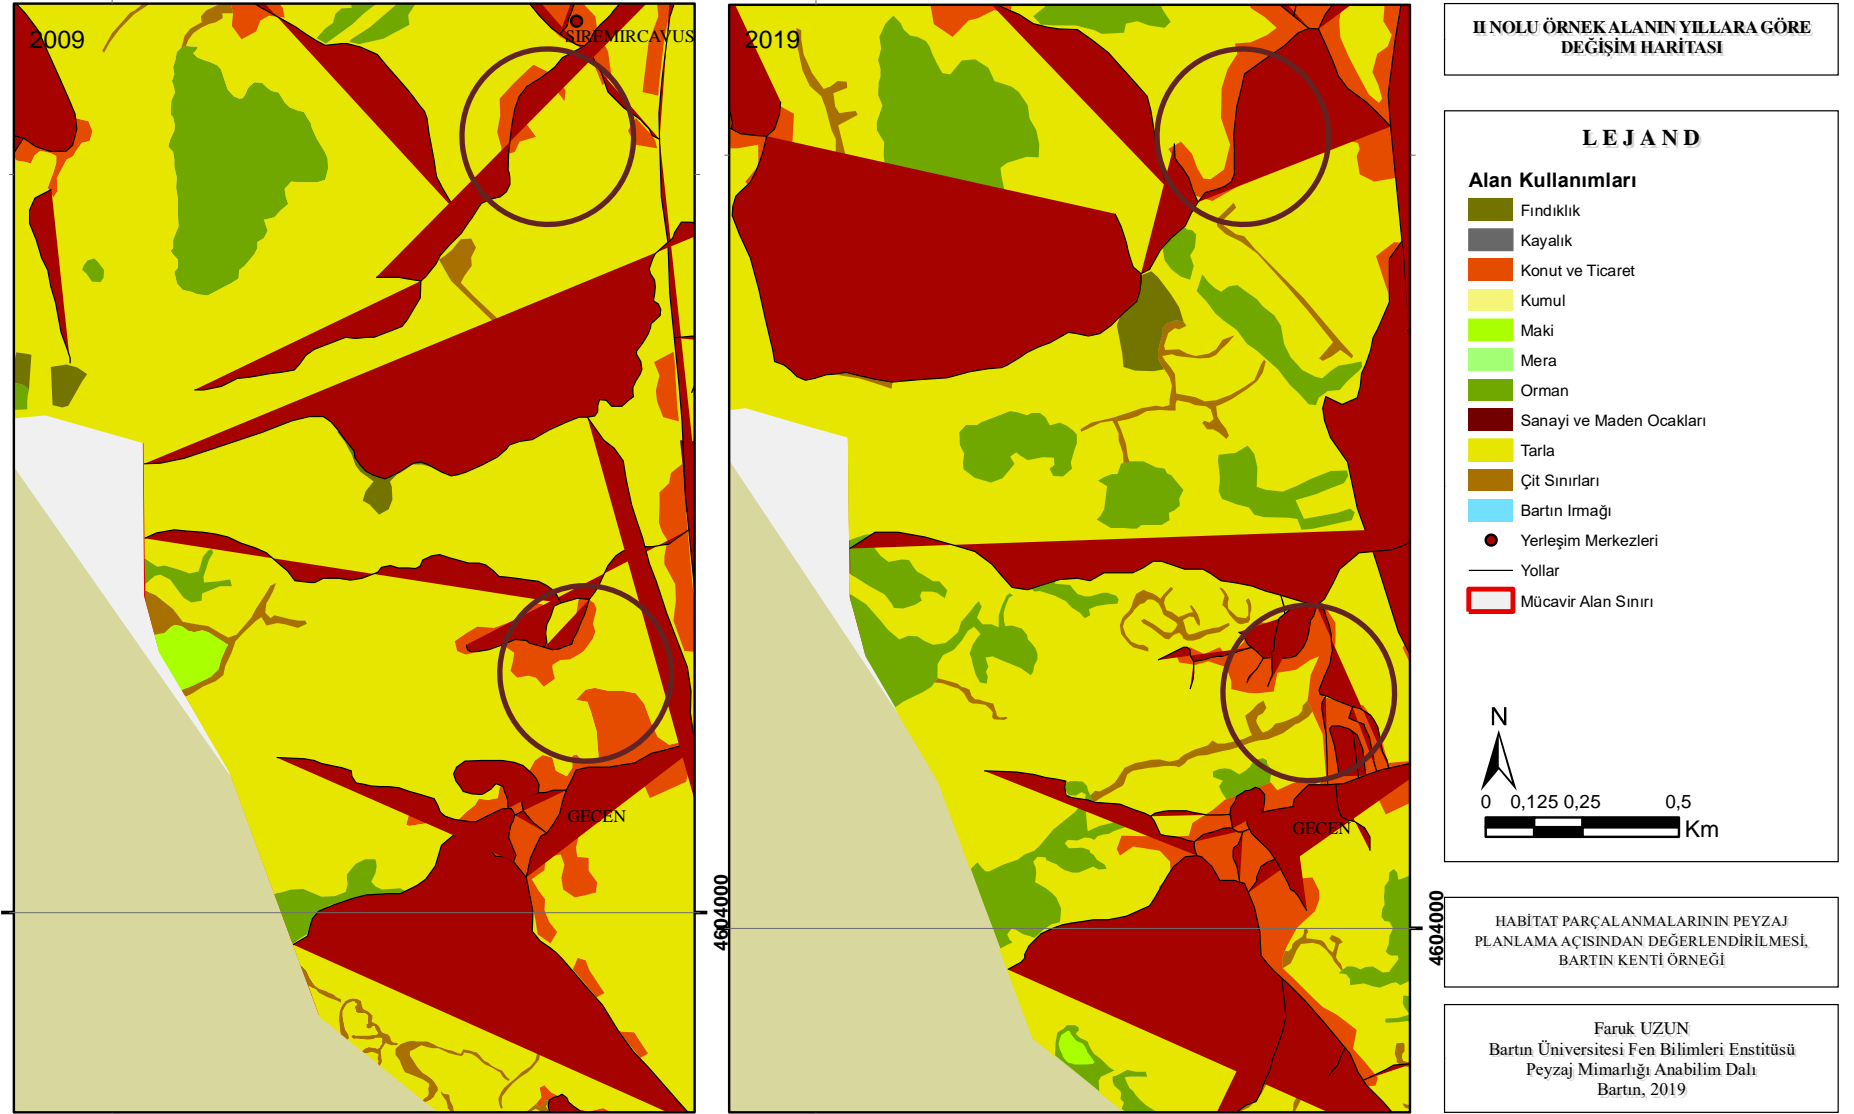 2009
SIREMIRCAVUS
GECEN
4604000
2019
GECEN
4604000
II NOLU ÖRNEK ALANIN YILLARA GÖRE
DEĞİŞİM HARİTASI
LEJAND
Alan Kullanımları
Fındıklık
Kayalık
Konut ve Ticaret
Kumul
Maki
Mera
Orman
Sanayi ve Maden Ocakları
Tarla
Çit Sınırları
Bartın Irmağı
Yerleşim Merkezleri
Yollar
Mücavir Alan Sınırı
N
0 0,125 0,25 0,5
Km
HABİTAT PARÇALANMALARININ PEYZAJ
PLANLAMA AÇISINDAN DEĞERLENDİRİLMESİ,
BARTIN KENTİ ÖRNEĞİ
Faruk UZUN
Bartın Üniversitesi Fen Bilimleri Enstitüsü
Peyzaj Mimarlığı Anabilim Dalı
Bartın, 2019